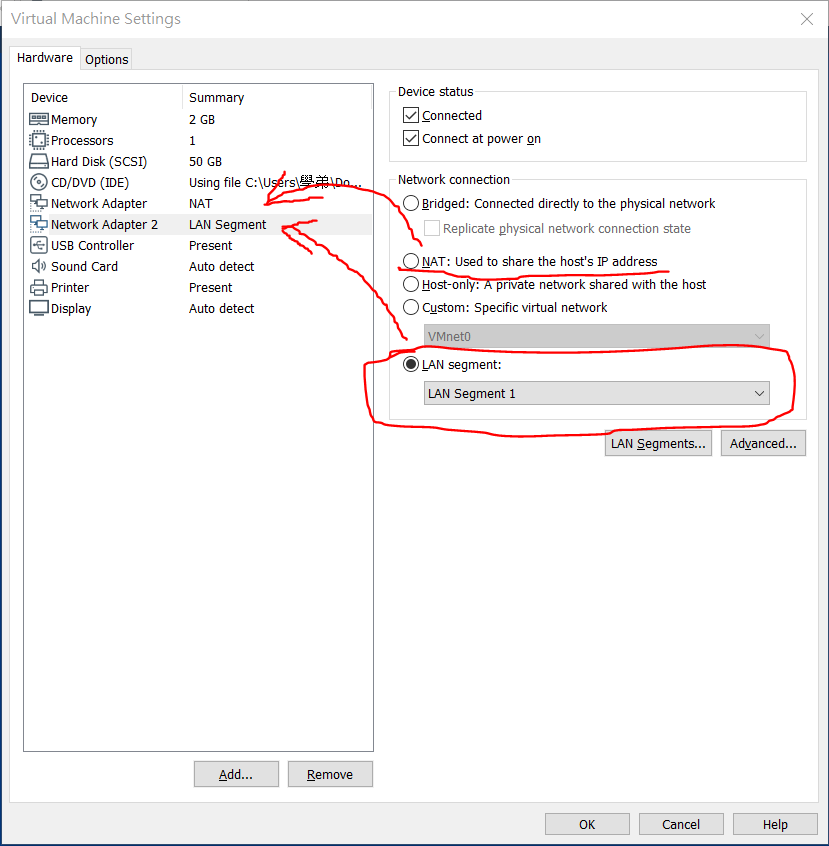 Virtual Machine Settings
Hardware
Options
Device Summary
Memory 2 GB
Processors 1
Hard Disk (SCSI) 50 GB
CD/DVD (IDE) Using file C:\Users\學弟\Do...
Network Adapter NAT
Network Adapter 2 LAN Segment
USB Controller Present
Sound Card Auto detect
Printer Present
Display Auto detect
Add...
Remove
Device status
Connected
Connect at power on
Network connection
Bridged: Connected directly to the physical network
Replicate physical network connection state
NAT: Used to share the host's IP address
Host-only: A private network shared with the host
Custom: Specific virtual network
VMnet0
LAN segment:
LAN Segment 1
LAN Segments...
Advanced...
OK
Cancel
Help